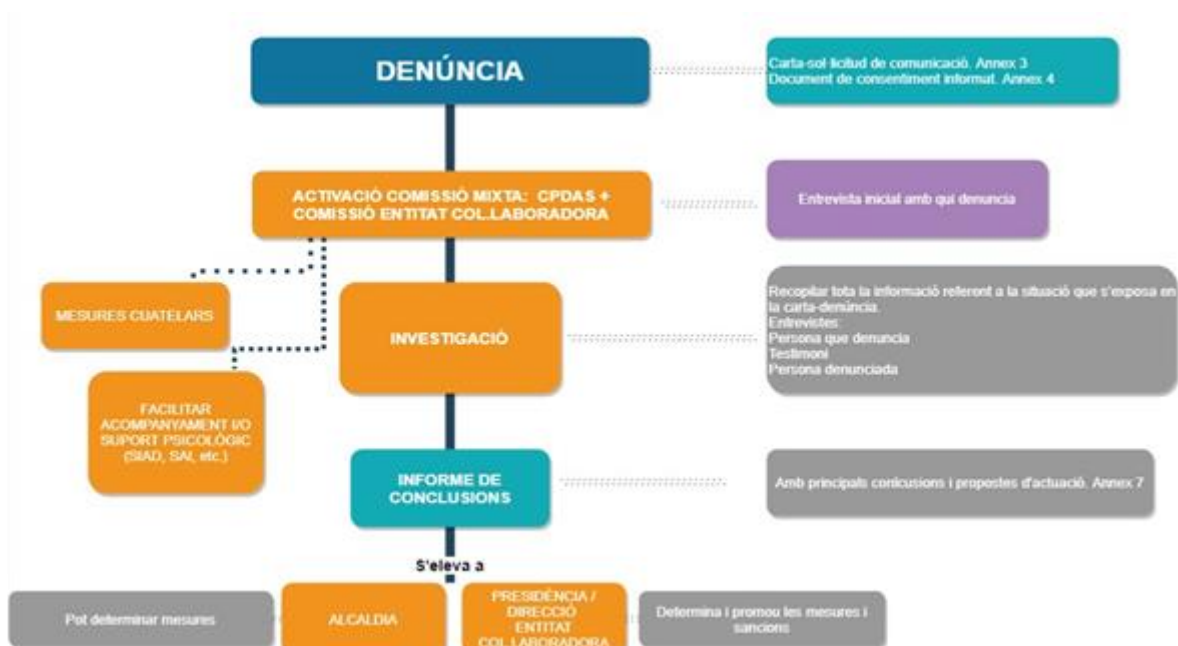 DENÚNCIA
Carta-sol·licitud de comunicació. Annex 3
Document de consentiment informat. Annex 4
ACTIVACIÓ COMISSIÓ MIXTA: CPDAS +
COMISSIÓ ENTITAT COL.LABORADORA
Entrevista inicial amb qui denuncia
MESURES CUATELARS
INVESTIGACIÓ
Recopilar tota la informació referent a la situació que s'exposa en
la carta-denúncia.
Entrevistes:
Persona que denuncia
Testimoni
Persona denunciada
FACILITAR
ACOMPANYAMENT I/O
SUPORT PSICOLÒGIC
(SIAD, SAI, etc.)
INFORME DE
CONCLUSIONS
Amb principals conclusions i propostes d'actuació. Annex 7
S'eleva a
Pot determinar mesures
ALCALDIA
PRESIDÈNCIA /
DIRECCIÓ
ENTITAT
COL.LABORADORA
Determina i promou les mesures i
sancions